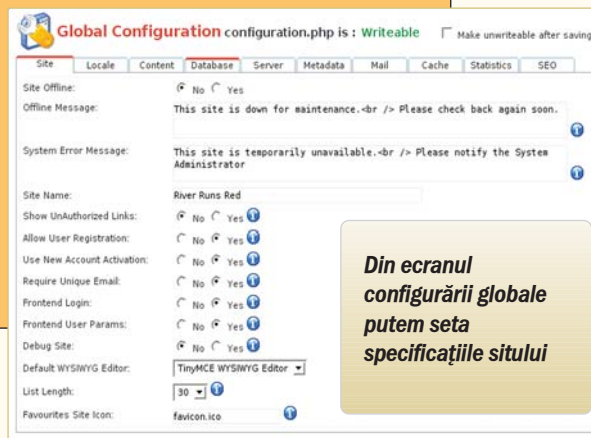 Global Configuration configuration.php is : Writeable Make unwriteable after saving
Site Locale Content Database Server Metadata Mail Cache Statistics SEO
Site Offline: No Yes
Offline Message: This site is down for maintenance.<br /> Please check back again soon.
System Error Message: This site is temporarily unavailable.<br /> Please notify the System
Administrator
Site Name: River Runs Red
Show UnAuthorized Links: No Yes
Allow User Registration: No Yes
Use New Account Activation: No Yes
Require Unique Email: No Yes
Frontend Login: No Yes
Frontend User Params: No Yes
Debug Site: No Yes
Default WYSIWYG Editor: TinyMCE WYSIWYG Editor
List Length: 30
Favourites Site Icon: favicon.ico
Din ecranul
configurării globale
putem seta
specificațiile sitului